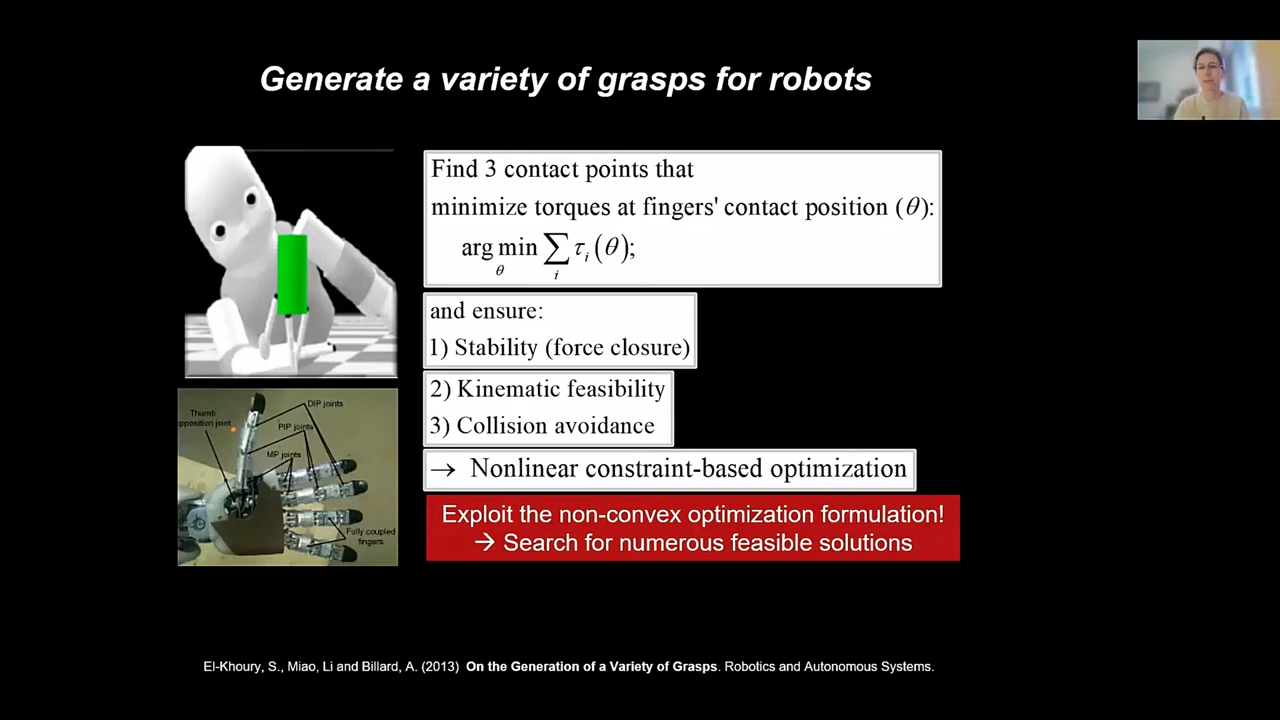 Generate a variety of grasps for robots
Find 3 contact points that
minimize torques at fingers' contact position (θ):
arg min ∑ τᵢ(θ);
θ i
and ensure:
1) Stability (force closure)
2) Kinematic feasibility
3) Collision avoidance
→ Nonlinear constraint-based optimization
Exploit the non-convex optimization formulation!
→ Search for numerous feasible solutions
DIP joints
Thumb
opposition joint
PIP joints
MP joints
Fully coupled
fingers
El-Khoury, S., Miao, Li and Billard, A. (2013) On the Generation of a Variety of Grasps. Robotics and Autonomous Systems.